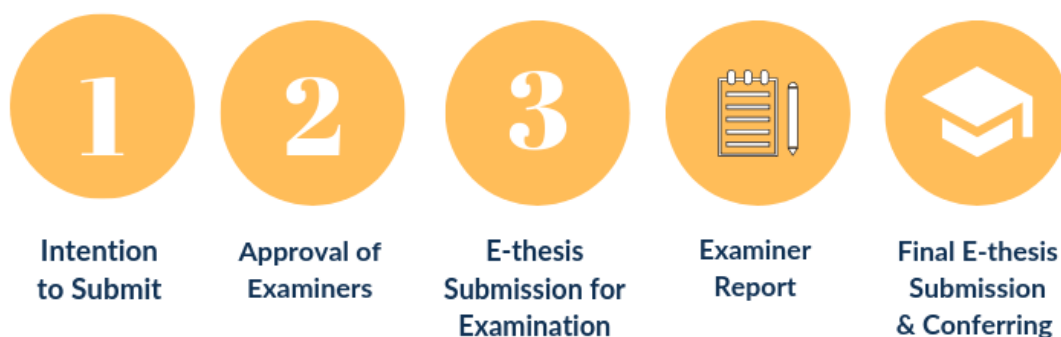 1
Intention
to Submit
2
Approval of
Examiners
3
E-thesis
Submission for
Examination
Examiner
Report
Final E-thesis
Submission
& Conferring